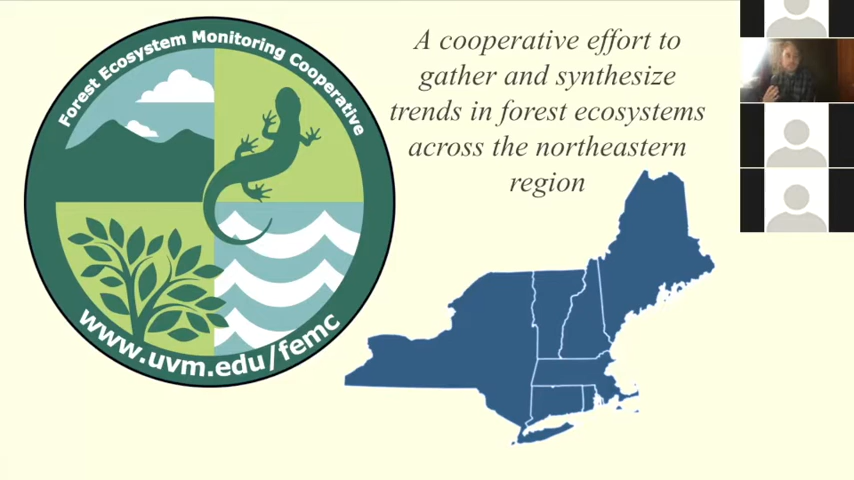 Forest Ecosystem Monitoring Cooperative
www.uvm.edu/femc
A cooperative effort to
gather and synthesize
trends in forest ecosystems
across the northeastern
region